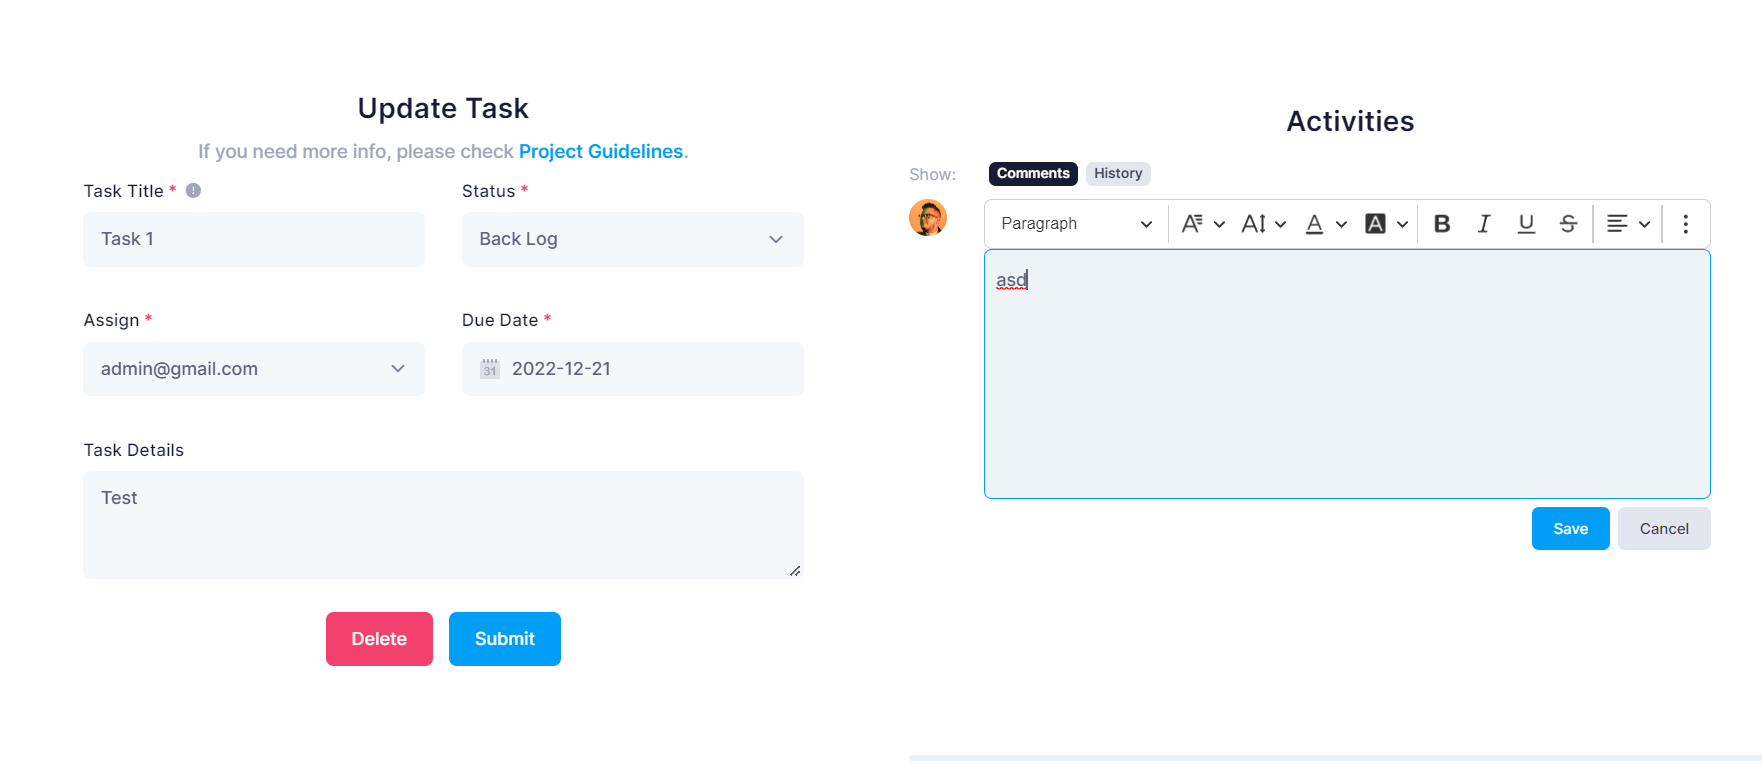 Update Task
If you need more info, please check Project Guidelines.
Task Title *
Status *
Task 1
Back Log
Assign *
Due Date *
admin@gmail.com
31
2022-12-21
Task Details
Test
Delete
Submit
Activities
Show:
Comments
History
Paragraph
A
A
A
A
B
I
U
S
asd
Save
Cancel